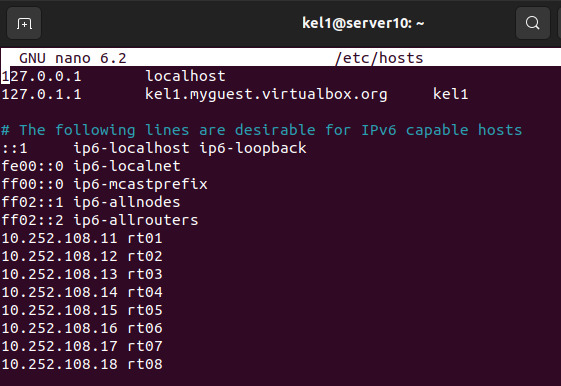 kel1@server10: ~
GNU nano 6.2 /etc/hosts
127.0.0.1 localhost
127.0.1.1 kel1.myguest.virtualbox.org kel1
# The following lines are desirable for IPv6 capable hosts
::1 ip6-localhost ip6-loopback
fe00::0 ip6-localnet
ff00::0 ip6-mcastprefix
ff02::1 ip6-allnodes
ff02::2 ip6-allrouters
10.252.108.11 rt01
10.252.108.12 rt02
10.252.108.13 rt03
10.252.108.14 rt04
10.252.108.15 rt05
10.252.108.16 rt06
10.252.108.17 rt07
10.252.108.18 rt08